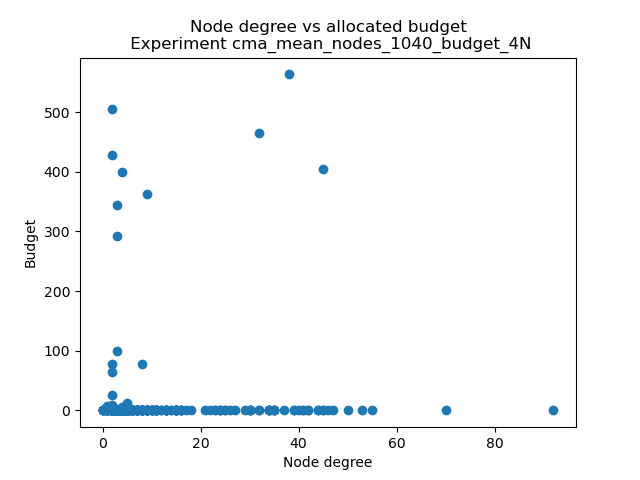 Node degree vs allocated budget
Experiment cma_mean_nodes_1040_budget_4N
500
400
300
200
100
0
Budget
0 20 40 60 80
Node degree